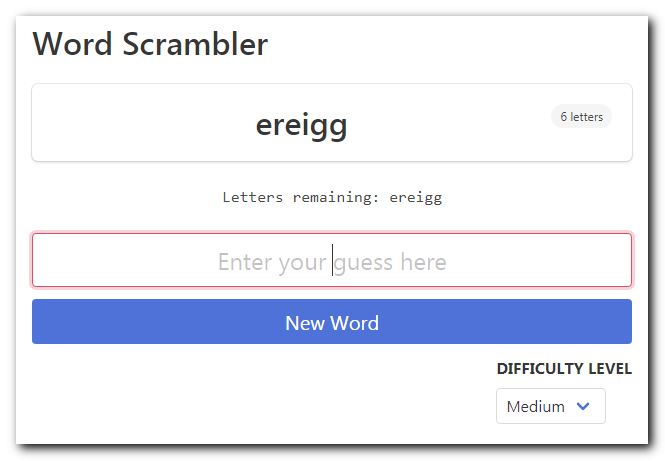 Word Scrambler
ereigg
6 letters
Letters remaining: ereigg
Enter your guess here
New Word
DIFFICULTY LEVEL
Medium